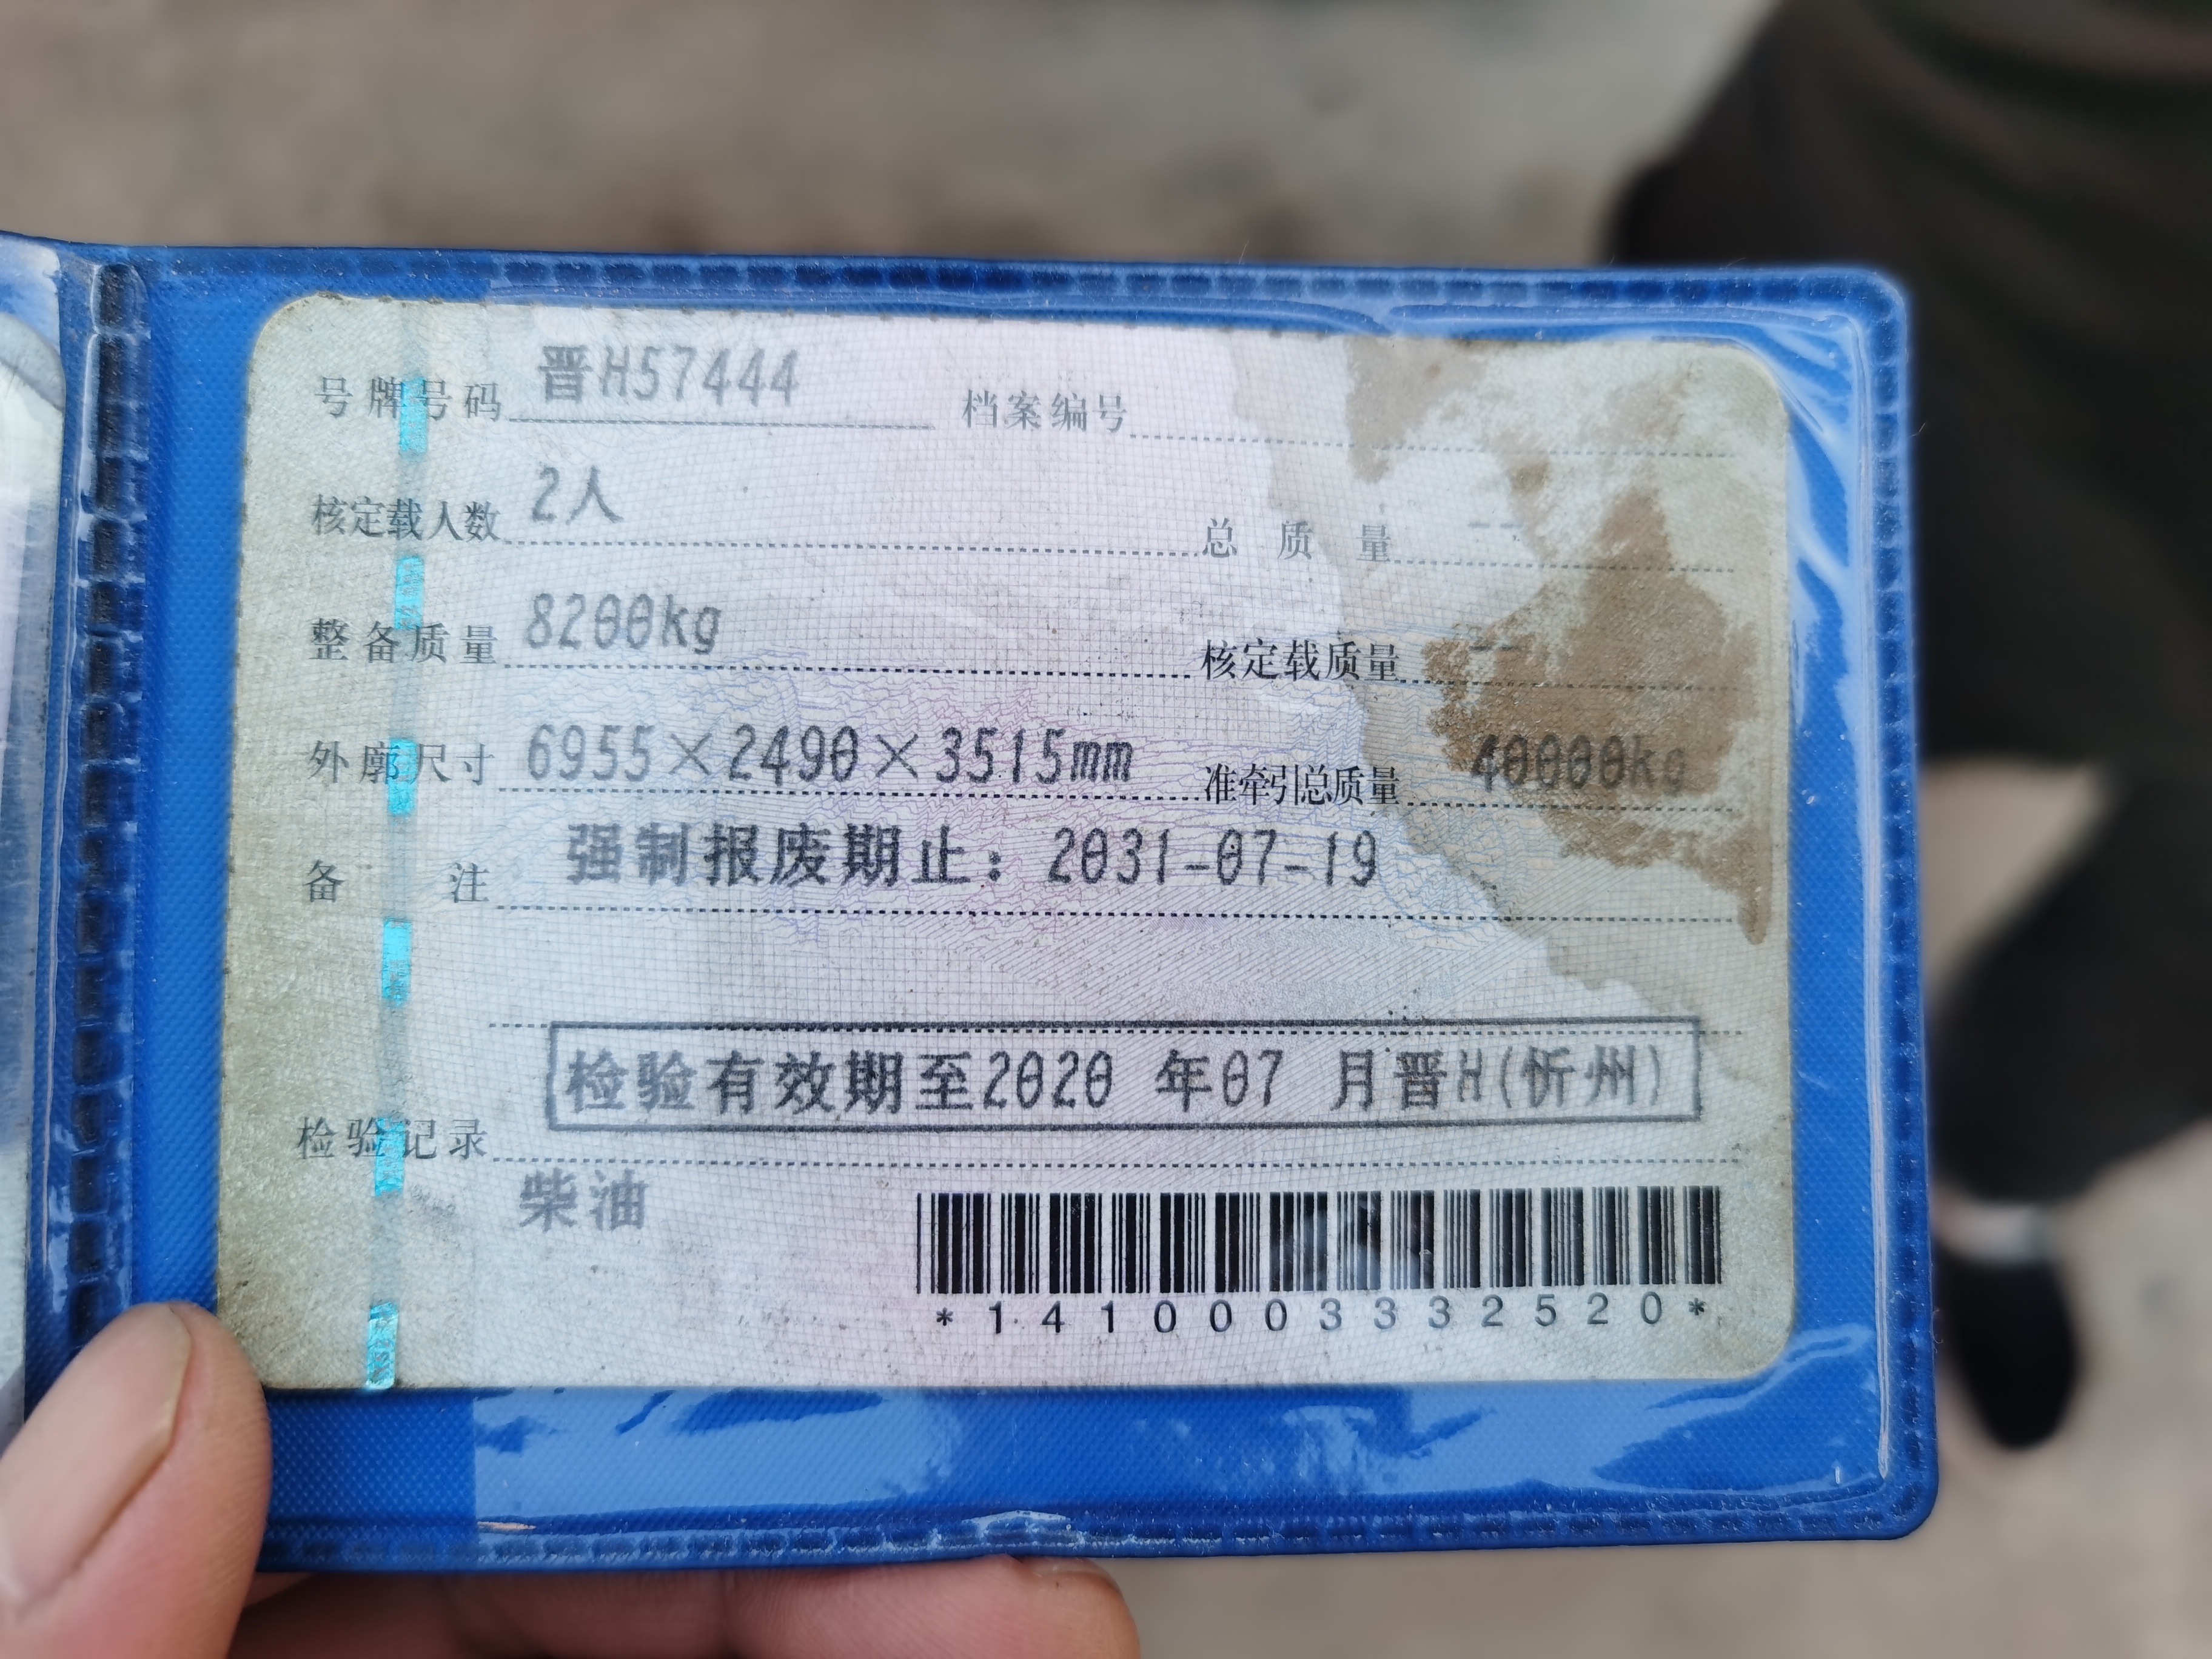 号牌号码 晋H57444 档案编号
核定载人数 2人 总质量 --
整备质量 8200kg 核定载质量 --
外廓尺寸 6955×2490×3515mm 准牵引总质量 40000kg
备注 强制报废期止：2031-07-19
检验有效期至2020 年07 月晋H(忻州)
检验记录
柴油
*1410003332520*